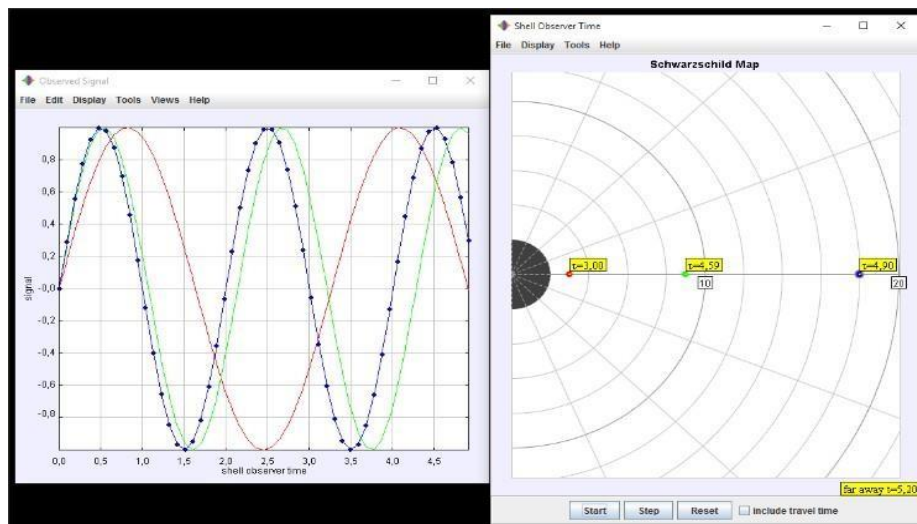 Observed Signal
File Edit Display Tools Views Help
0,8
0,6
0,4
0,2
-0,0
-0,2
-0,4
-0,6
-0,0
signal
0,0 0,5 1,0 1,5 2,0 2,5 3,0 3,5 4,0 4,5
shell observer time
Shell Observer Time
File Display Tools Help
Schwarzschild Map
τ=3,00 τ=4,59 τ=4,90
10 20
far away t=5,20
Start Step Reset include travel time